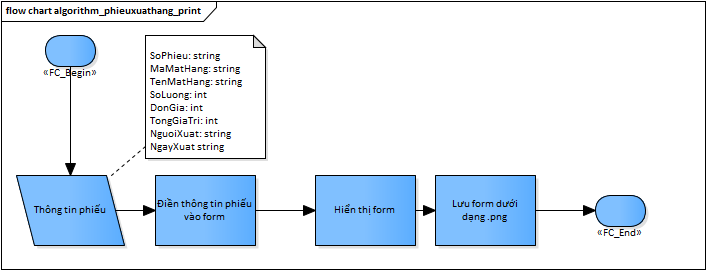 flow chart algorithm_phieuxuathang_print
«FC_Begin»
SoPhieu: string
MaMatHang: string
TenMatHang: string
SoLuong: int
DonGia: int
TongGiaTri: int
NguoiXuat: string
NgayXuat string
Thông tin phiếu
Điền thông tin phiếu
vào form
Hiển thị form
Lưu form dưới
dạng .png
«FC_End»